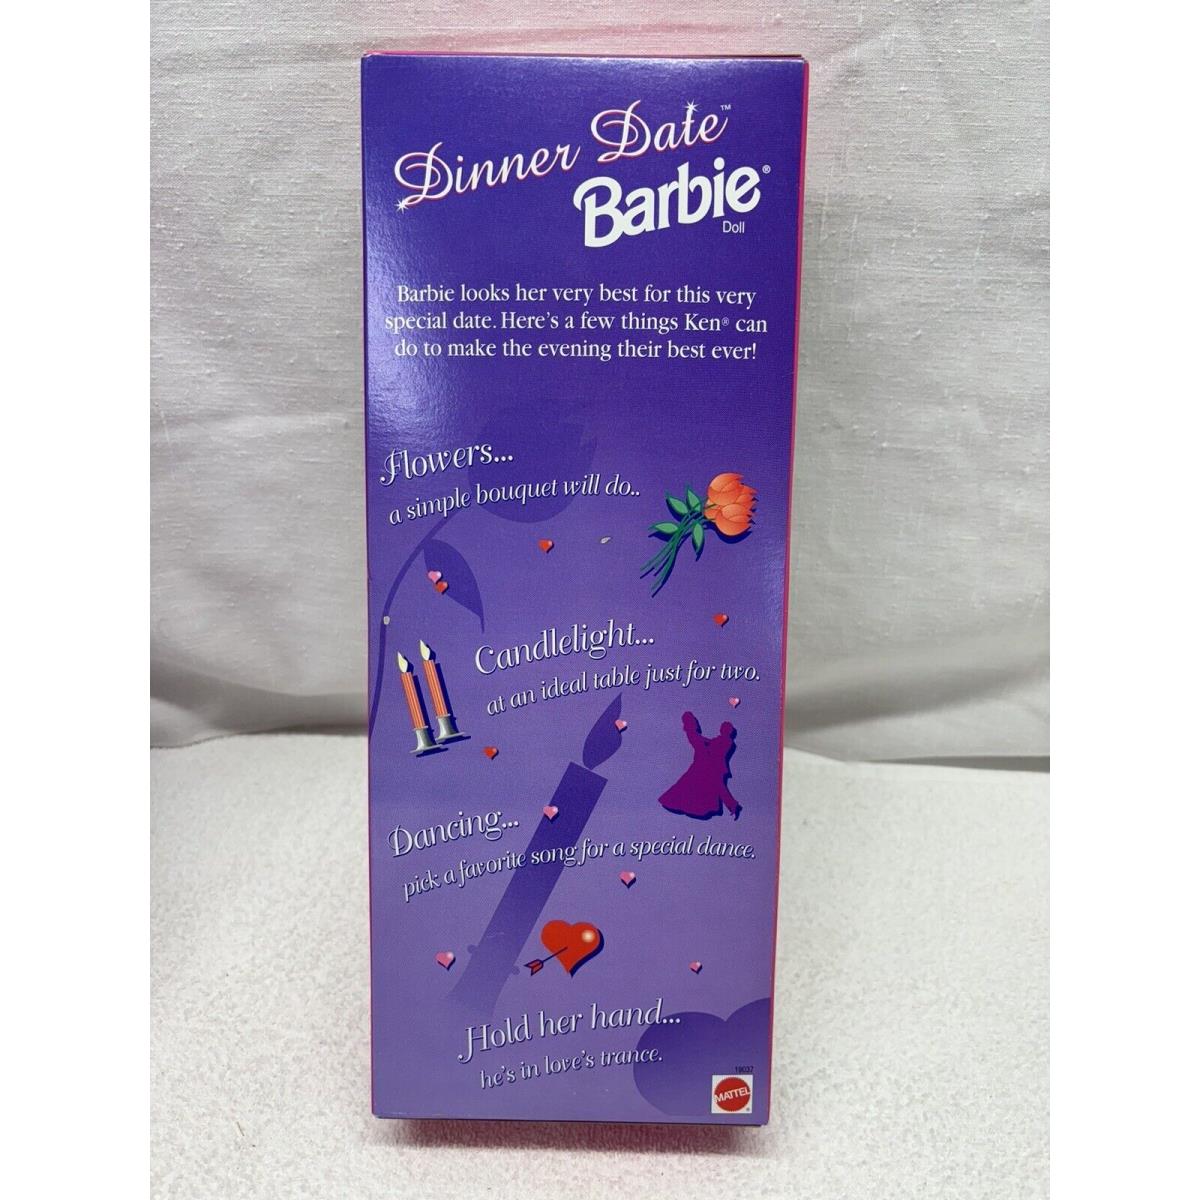 Dinner Date™
Barbie®
Doll
Barbie looks her very best for this very
special date. Here's a few things Ken® can
do to make the evening their best ever!
Flowers...
a simple bouquet will do..
Candlelight...
at an ideal table just for two.
Dancing...
pick a favorite song for a special dance.
Hold her hand...
he's in love's trance.
19037
MATTEL
®